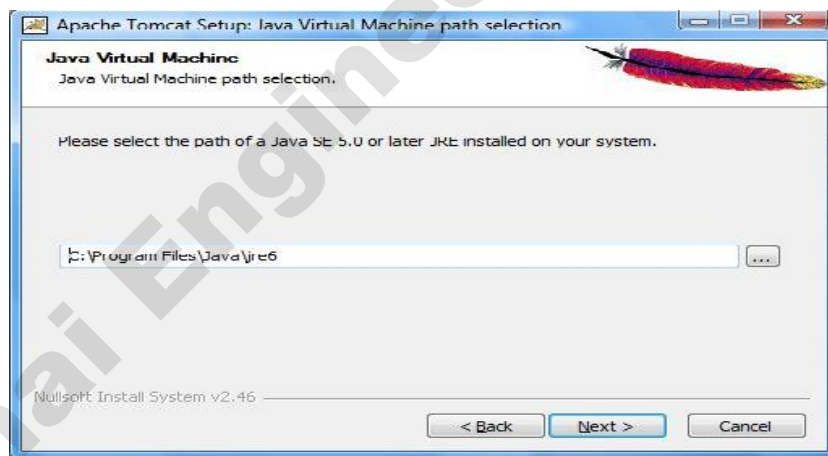 Apache Tomcat Setup: Java Virtual Machine path selection
Java Virtual Machine
Java Virtual Machine path selection.
Please select the path of a Java SE 5.0 or later JRE installed on your system.
C:\Program Files\Java\jre6
...
Nullsoft Install System v2.46
< Back
Next >
Cancel
nai Enginee